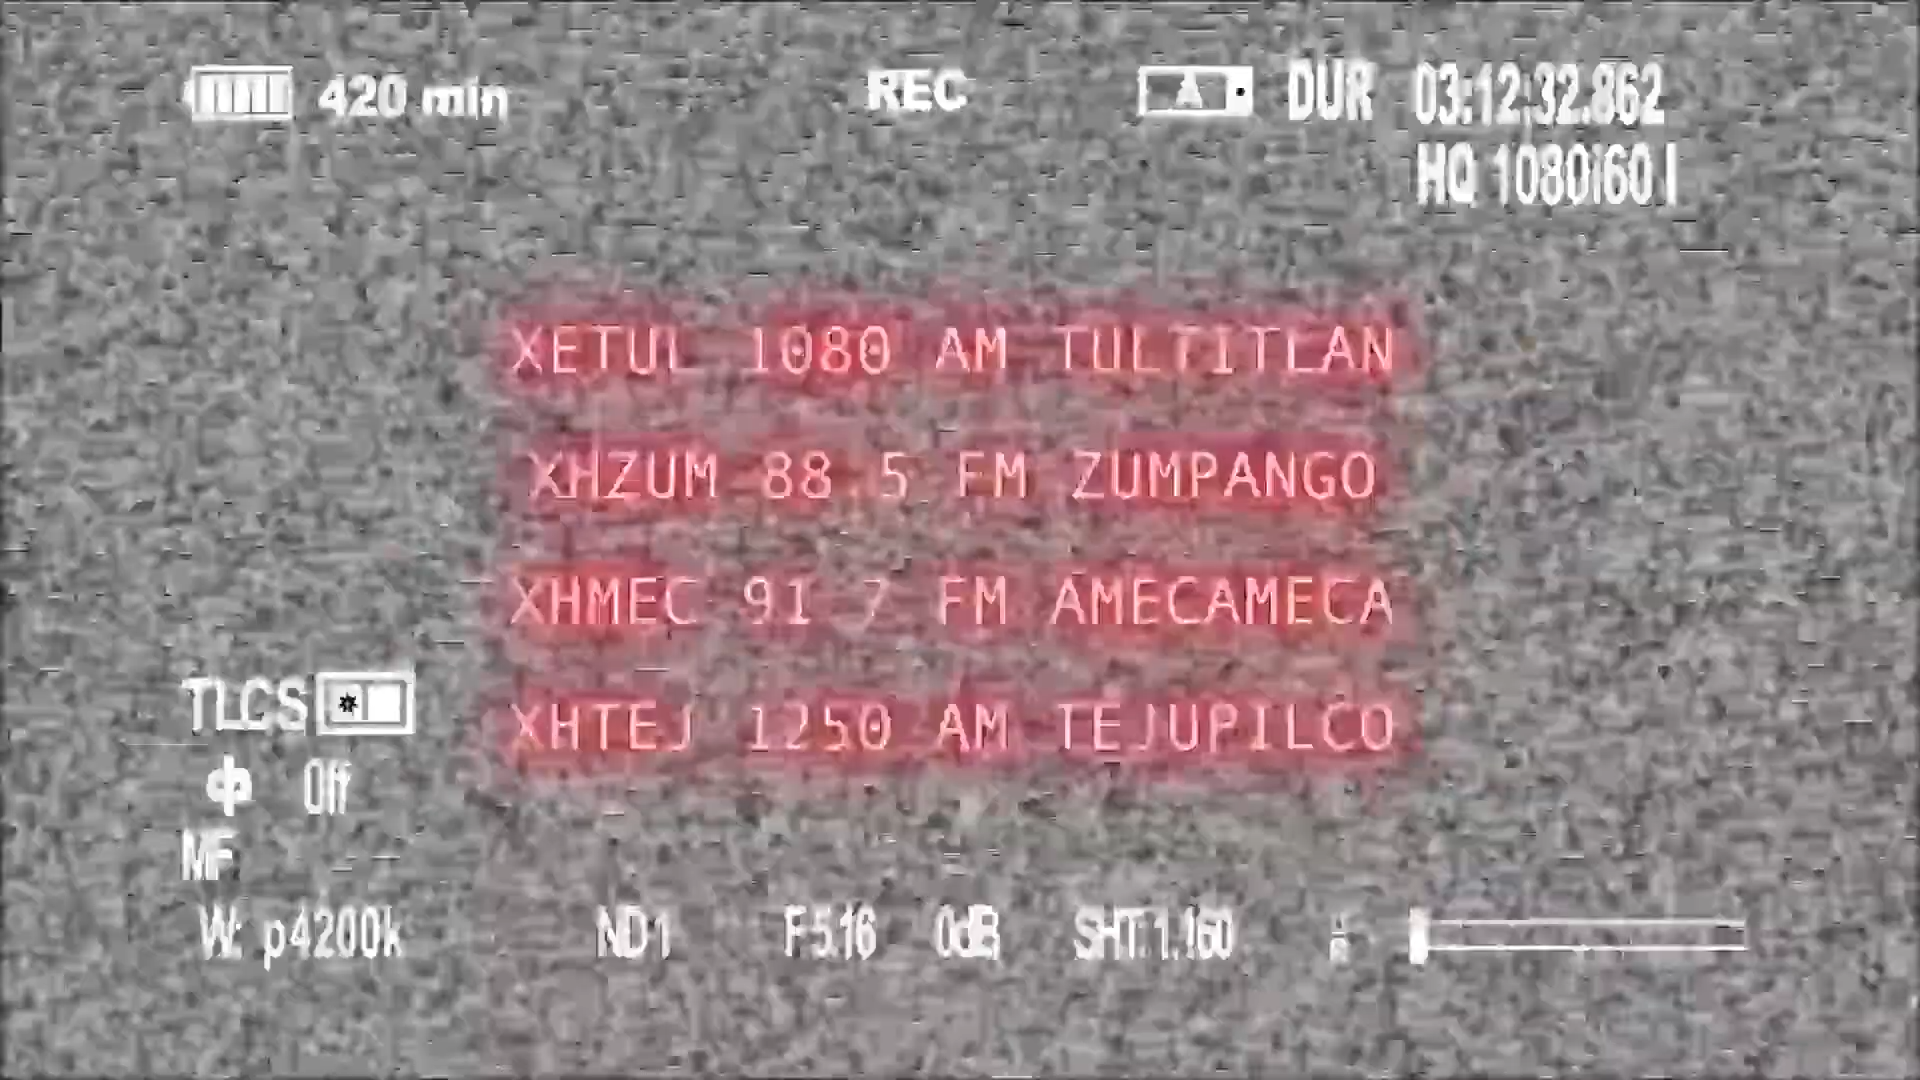 420 min REC A DUR 03:12:32.862
HQ 1080i60 I
XETUL 1080 AM TULTITLAN
XHZUM 88.5 FM ZUMPANGO
XHMEC 91.7 FM AMECAMECA
XHTEJ 1250 AM TEJUPILCO
TLCS
Off
MF
W: p4200k ND1 F5.16 0dB SHT:1.160